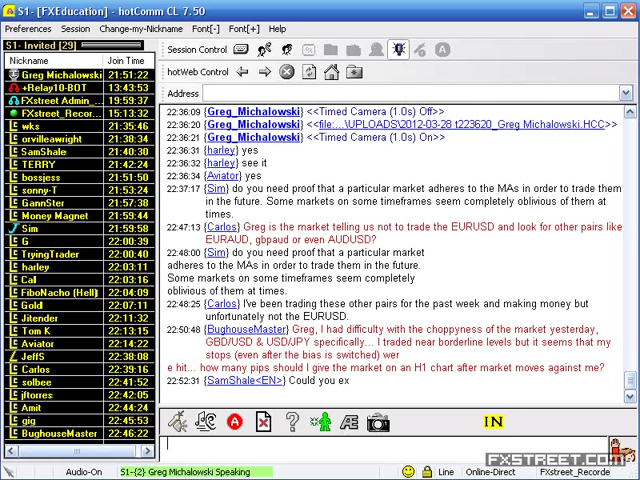 S1- [FXEducation] - hotComm CL 7.50
Preferences Session Change-my-Nickname Font[-] Font[+] Help
S1- Invited [29]
Session Control
hotWeb Control
Address
Nickname Join Time
Greg Michalowski 21:51:22
+Relay10-BOT 13:43:53
FXstreet Admin_... 19:59:37
FXstreet_Recor... 15:13:32
wks 21:35:46
orvilleawright 21:38:34
SamShale 21:40:30
TERRY 21:42:24
bossjess 21:51:50
sonny-T 21:53:24
GannSter 21:57:38
Money Magnet 21:59:44
Sim 21:59:58
G 22:00:39
TryingTrader 22:00:40
harley 22:03:11
Cal 22:03:16
FiboNacho (Hell) 22:04:09
Gold 22:07:11
Jitender 22:11:32
Tom K 22:13:15
Aviator 22:14:22
JeffS 22:38:08
Carlos 22:39:16
solbee 22:41:52
jftorres 22:42:05
Amit 22:44:24
gig 22:45:53
BughouseMaster 22:46:22
22:36:09 {Greg_Michalowski} <<Timed Camera (1.0s) Off>>
22:36:20 {Greg_Michalowski} <<file:...\UPLOADS\2012-03-28 t223620_Greg Michalowski.HCC>>
22:36:21 {Greg_Michalowski} <<Timed Camera (1.0s) On>>
22:36:31 {harley} yes
22:36:32 {harley} see it
22:36:34 {Aviator} yes
22:37:17 {Sim} do you need proof that a particular market adheres to the MAs in order to trade them
in the future. Some markets on some timeframes seem completely oblivious of them at
times.
22:47:13 {Carlos} Greg is the market telling us not to trade the EURUSD and look for other pairs like
EURAUD, gbpaud or even AUDUSD?
22:48:00 {Sim} do you need proof that a particular market
adheres to the MAs in order to trade them in the future.
Some markets on some timeframes seem completely
oblivious of them at times.
22:48:25 {Carlos} I've been trading these other pairs for the past week and making money but
unfortunately not the EURUSD.
22:50:48 {BughouseMaster} Greg, I had difficulty with the choppyness of the market yesterday,
GBD/USD & USD/JPY specifically... I traded near borderline levels but it seems that my
stops (even after the bias is switched) wer
e hit... how many pips should I give the market on an H1 chart after market moves against me?
22:52:31 {SamShale<EN>} Could you ex
IN
FXSTREET.COM
Audio-On S1-{2} Greg Michalowski Speaking Line Online-Direct FXstreet_Recorde